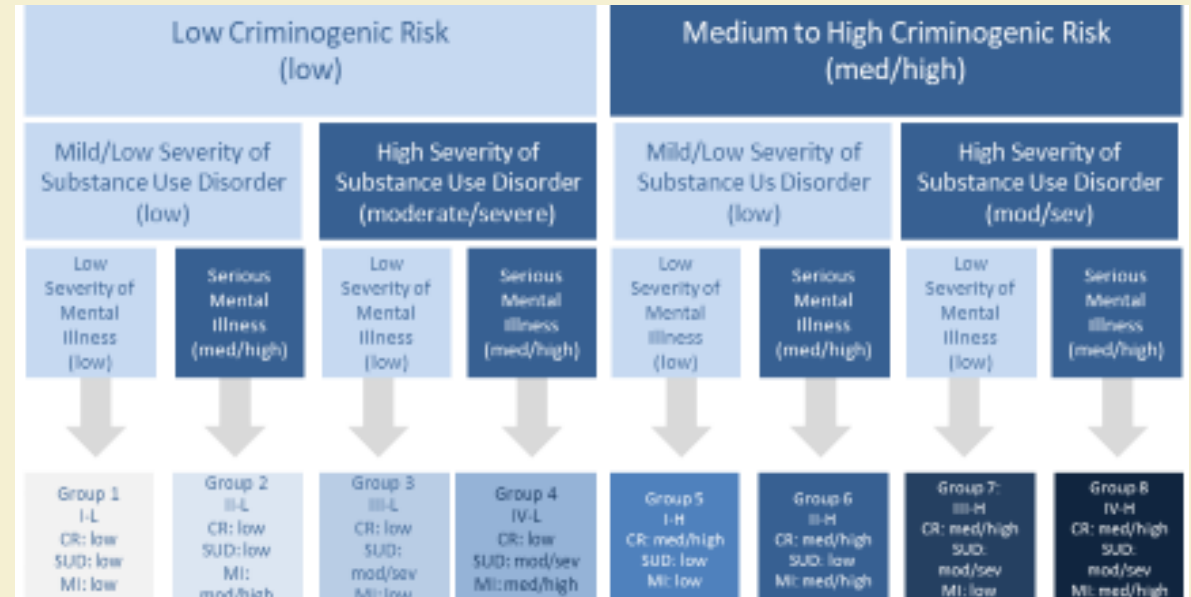 Low Criminogenic Risk
(low)
Medium to High Criminogenic Risk
(med/high)
Mild/Low Severity of
Substance Use Disorder
(low)
High Severity of
Substance Use Disorder
(moderate/severe)
Mild/Low Severity of
Substance Us Disorder
(low)
High Severity of
Substance Use Disorder
(mod/sev)
Low
Severity of
Mental
Illness
(low)
Serious
Mental
Illness
(med/high)
Low
Severity of
Mental
Illness
(low)
Serious
Mental
Illness
(med/high)
Low
Severity of
Mental
Illness
(low)
Serious
Mental
Illness
(med/high)
Low
Severity of
Mental
Illness
(low)
Serious
Mental
Illness
(med/high)
Group 1
I-L
CR: low
SUD: low
MI: low
Group 2
II-L
CR: low
SUD: low
MI:
mod/high
Group 3
III-L
CR: low
SUD:
mod/sev
MI: low
Group 4
IV-L
CR: low
SUD: mod/sev
MI: med/high
Group 5
I-H
CR: med/high
SUD: low
MI: low
Group 6
II-H
CR: med/high
SUD: low
MI: med/high
Group 7:
III-H
CR: med/high
SUD:
mod/sev
MI: low
Group 8
IV-H
CR: med/high
SUD:
mod/sev
MI: med/high